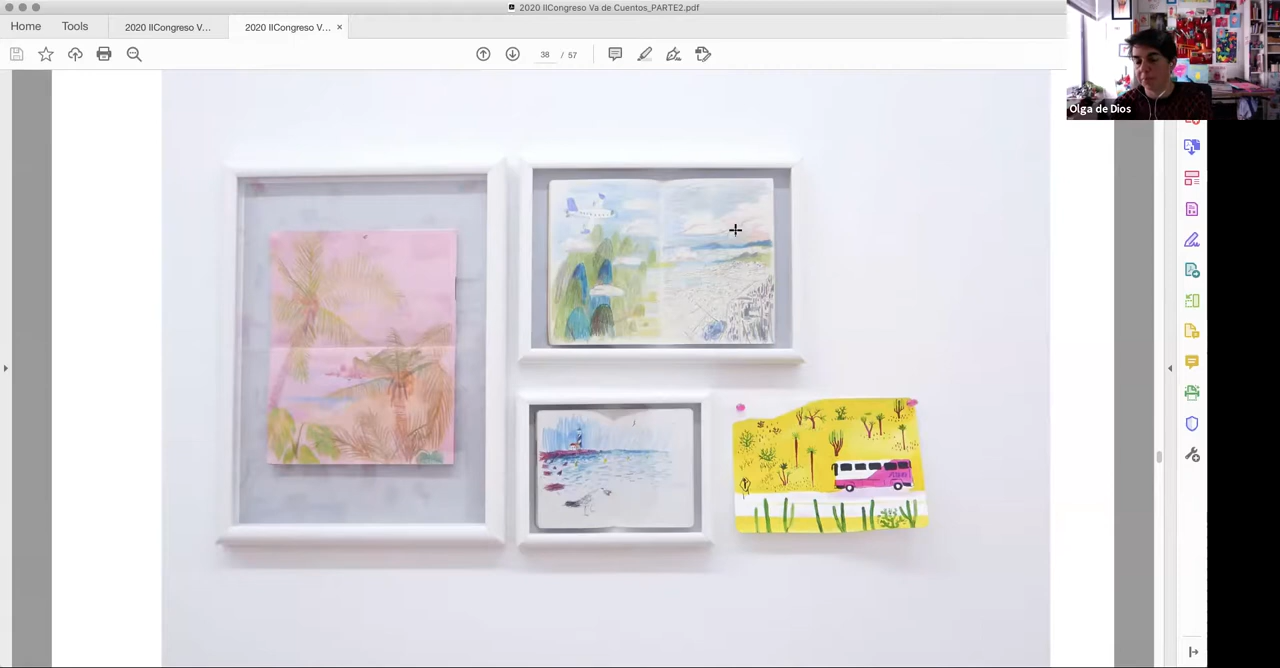 2020 IICongreso Va de Cuentos_PARTE2.pdf
Home
Tools
2020 IICongreso V...
2020 IICongreso V...
38 / 57
Olga de Dios